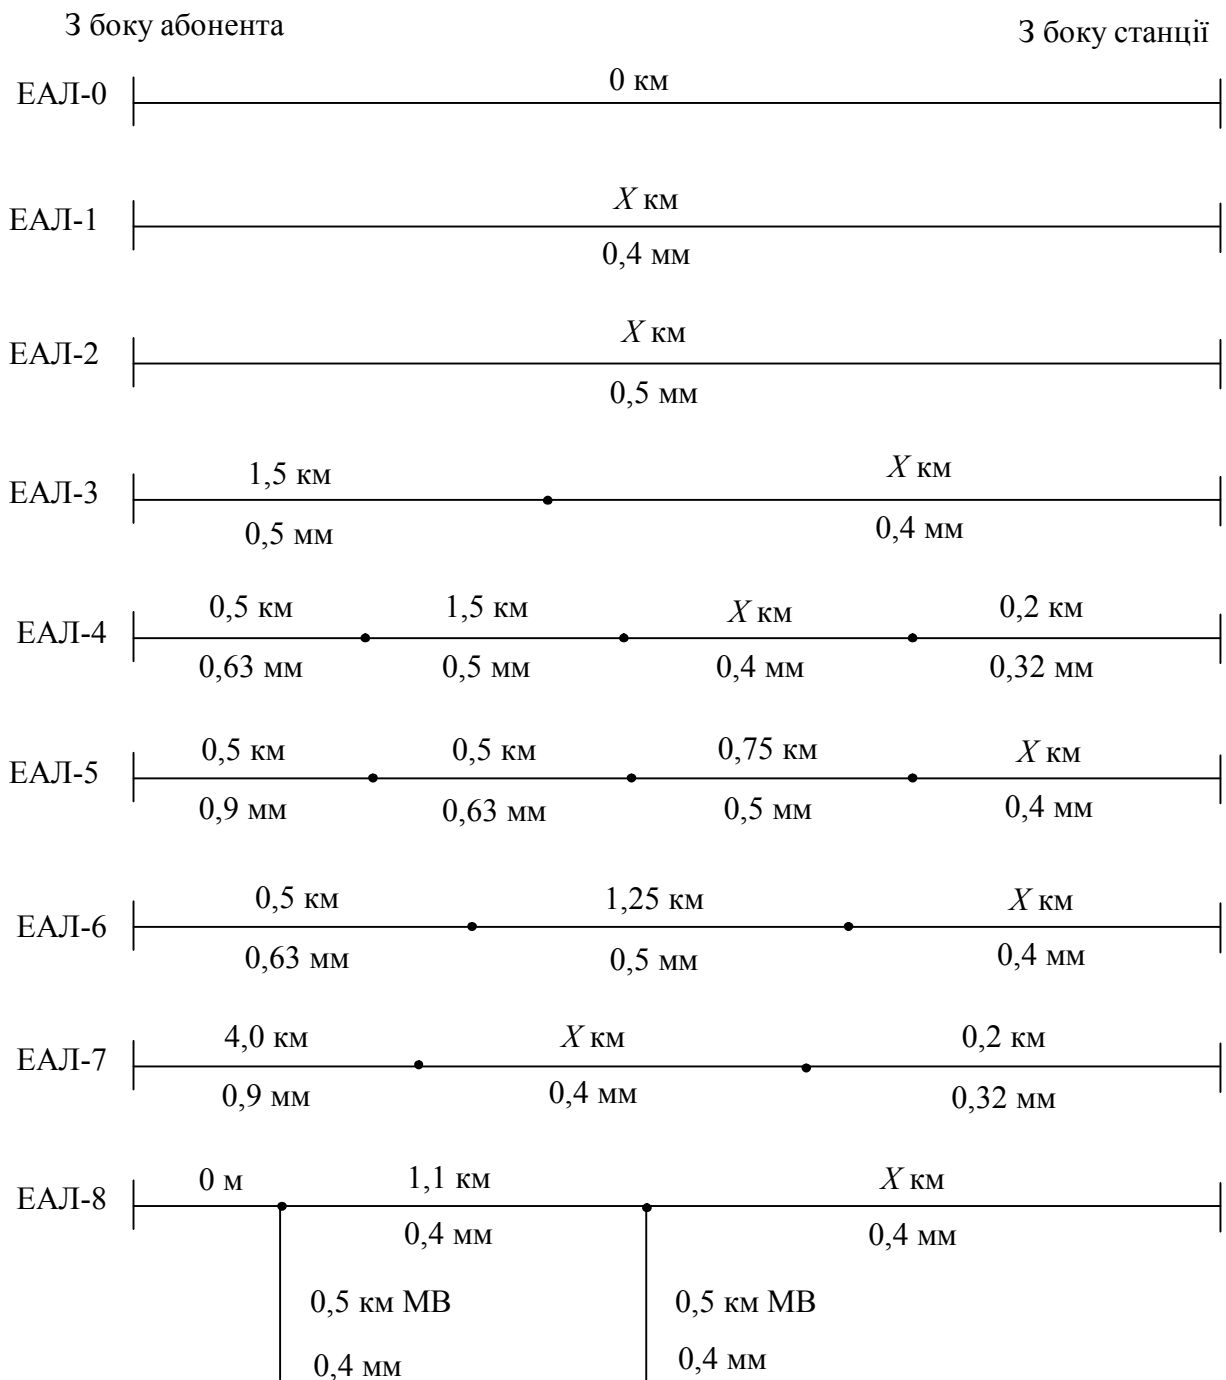 З боку абонента
З боку станції
ЕАЛ-0
0 км
ЕАЛ-1
X км
0,4 мм
ЕАЛ-2
X км
0,5 мм
ЕАЛ-3
1,5 км
X км
0,5 мм
0,4 мм
ЕАЛ-4
0,5 км
1,5 км
X км
0,2 км
0,63 мм
0,5 мм
0,4 мм
0,32 мм
ЕАЛ-5
0,5 км
0,5 км
0,75 км
X км
0,9 мм
0,63 мм
0,5 мм
0,4 мм
ЕАЛ-6
0,5 км
1,25 км
X км
0,63 мм
0,5 мм
0,4 мм
ЕАЛ-7
4,0 км
X км
0,2 км
0,9 мм
0,4 мм
0,32 мм
ЕАЛ-8
0 м
1,1 км
X км
0,4 мм
0,4 мм
0,5 км МВ
0,5 км МВ
0,4 мм
0,4 мм